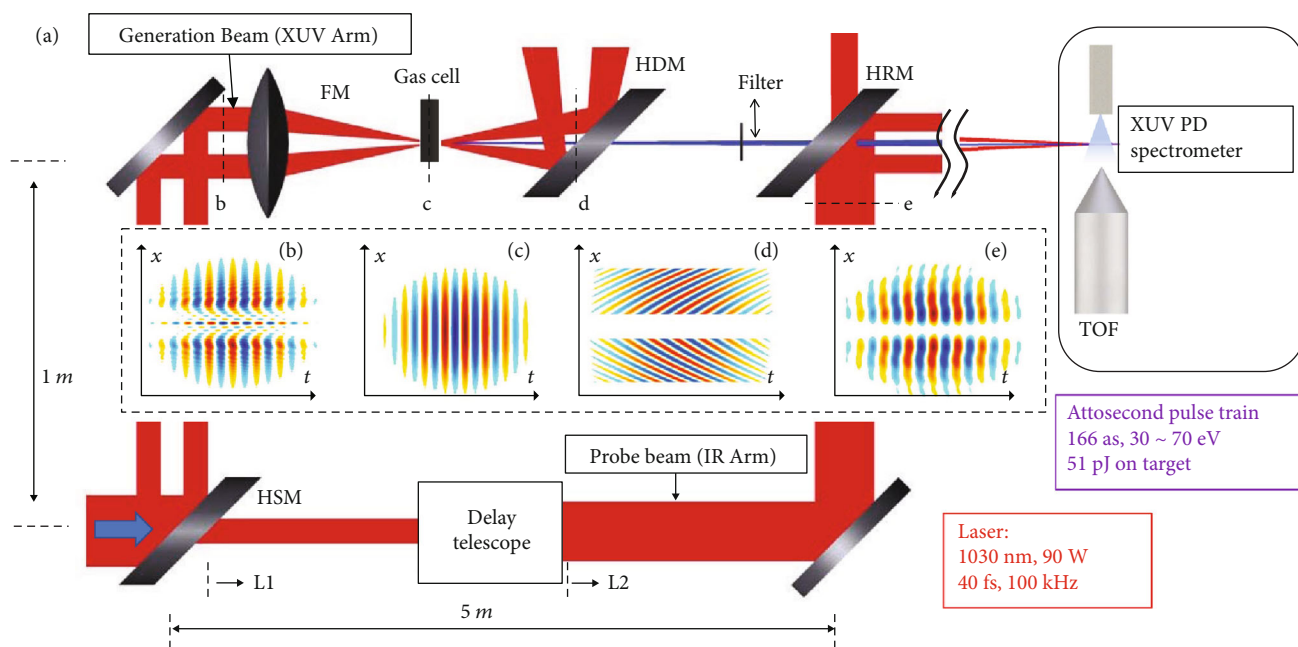 (a)
Generation Beam (XUV Arm)
FM
Gas cell
HDM
Filter
HRM
XUV PD
spectrometer
b
c
d
e
TOF
1 m
x
(b)
t
x
(c)
t
x
(d)
t
x
(e)
t
Attosecond pulse train
166 as, 30 ~ 70 eV
51 pJ on target
Probe beam (IR Arm)
HSM
Delay
telescope
L1
L2
5 m
Laser:
1030 nm, 90 W
40 fs, 100 kHz